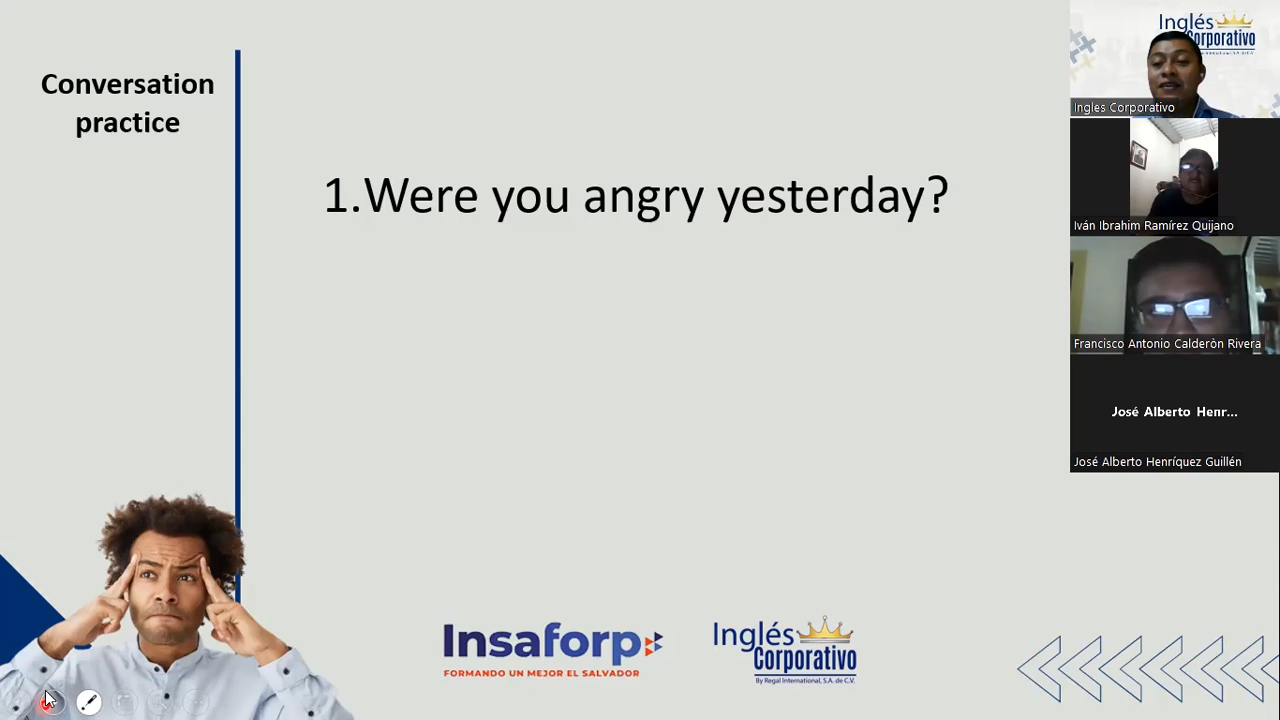 Conversation
practice
1.Were you angry yesterday?
Insaforp
FORMANDO UN MEJOR EL SALVADOR
Inglés
Corporativo
By Regal International, S.A. de C.V.
Inglés
Corporativo
Ingles Corporativo
Iván Ibrahim Ramírez Quijano
Francisco Antonio Calderòn Rivera
José Alberto Henr...
José Alberto Henríquez Guillén